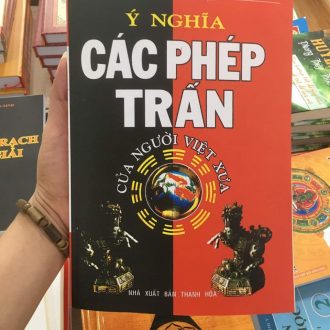 Ý NGHĨA
CÁC PHÉP
TRẤN
CỦA NGƯỜI VIỆT XƯA
NHÀ XUẤT BẢN THANH HÓA